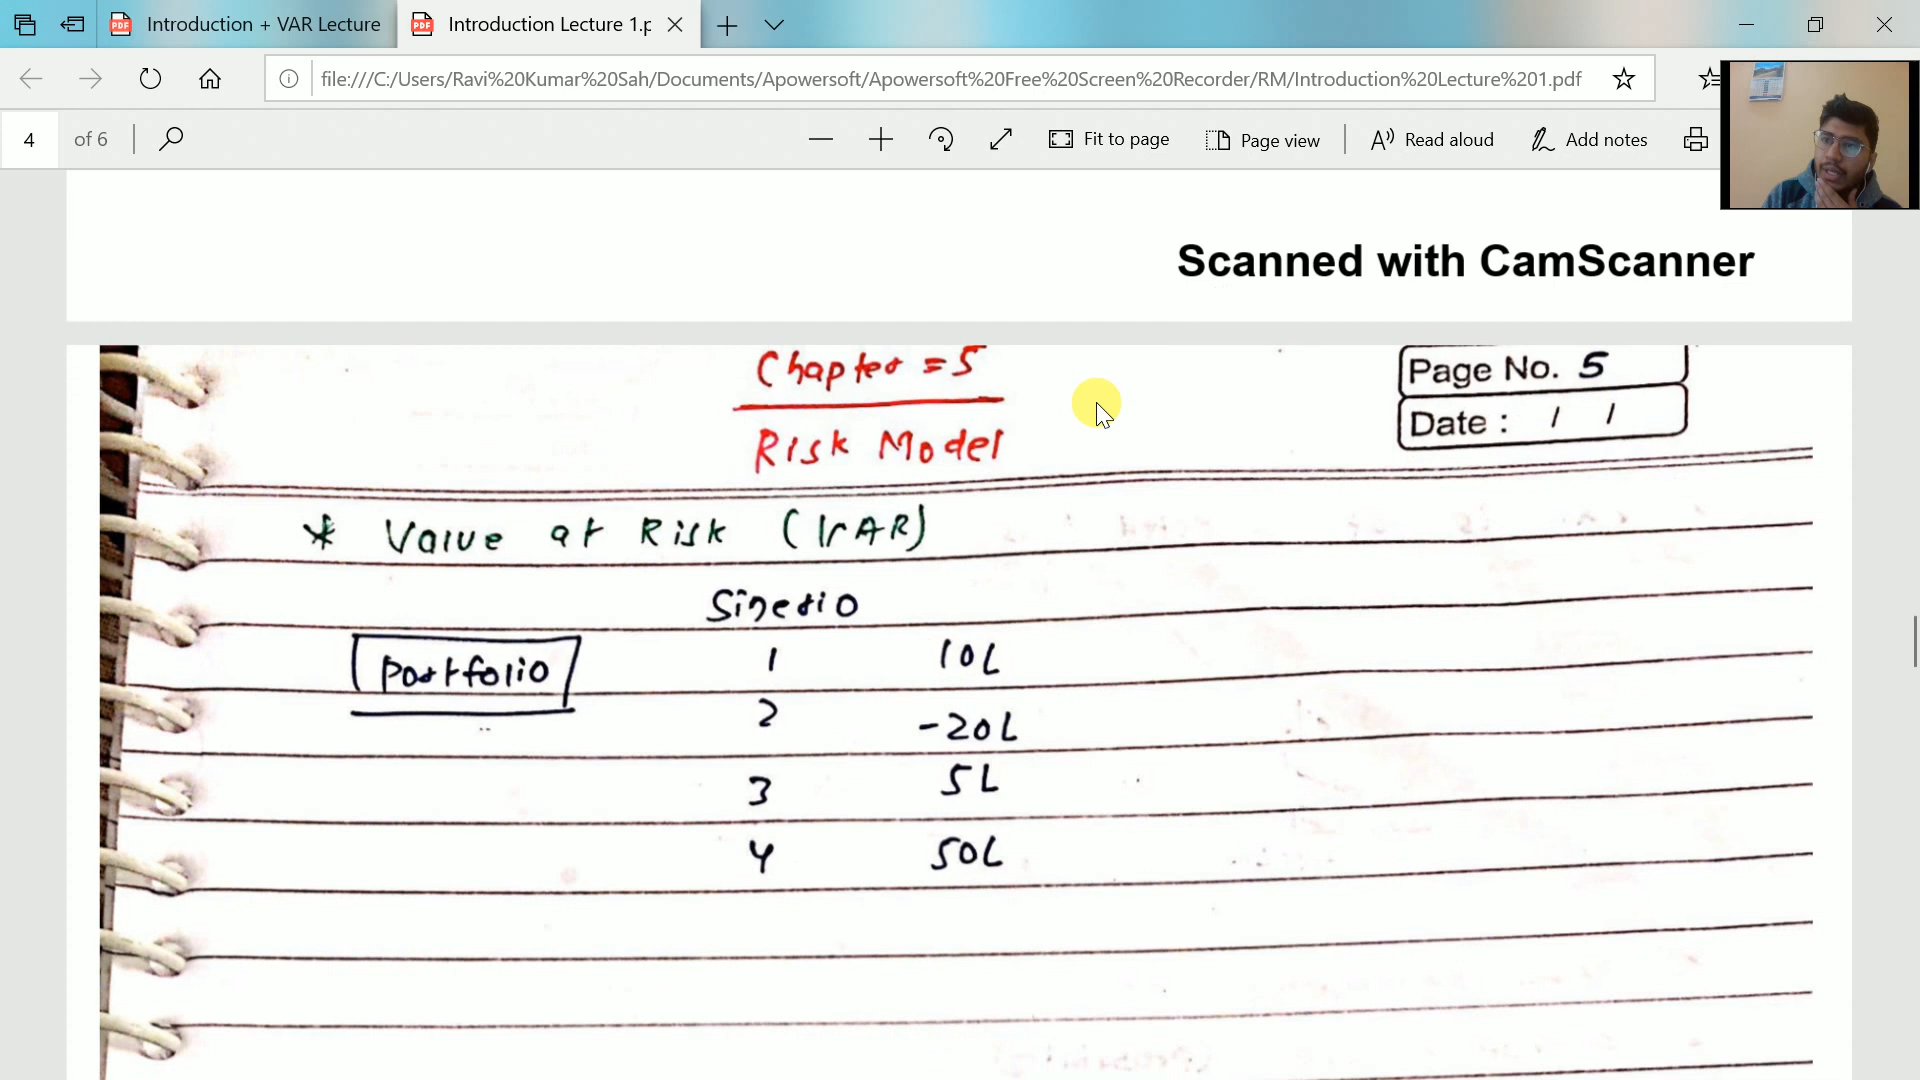 Introduction + VAR Lecture
Introduction Lecture 1.p
file:///C:/Users/Ravi%20Kumar%20Sah/Documents/Apowersoft/Apowersoft%20Free%20Screen%20Recorder/RM/Introduction%20Lecture%201.pdf
4 of 6
Fit to page
Page view
Read aloud
Add notes
Scanned with CamScanner
Chapter = 5
Risk Model
Page No. 5
Date : / /
* Value at Risk (VAR)
Sinerio
Portfolio 1 10L
2 -20L
3 5L
4 50L